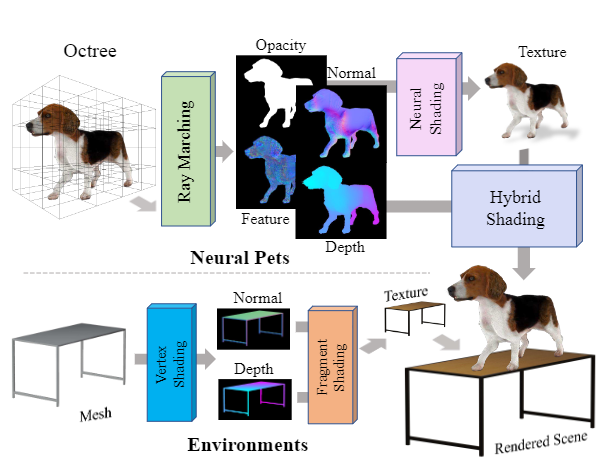 Octree
Ray Marching
Opacity
Normal
Feature
Depth
Neural
Shading
Texture
Hybrid
Shading
Neural Pets
Mesh
Vertex
Shading
Normal
Depth
Fragment
Shading
Texture
Rendered Scene
Environments